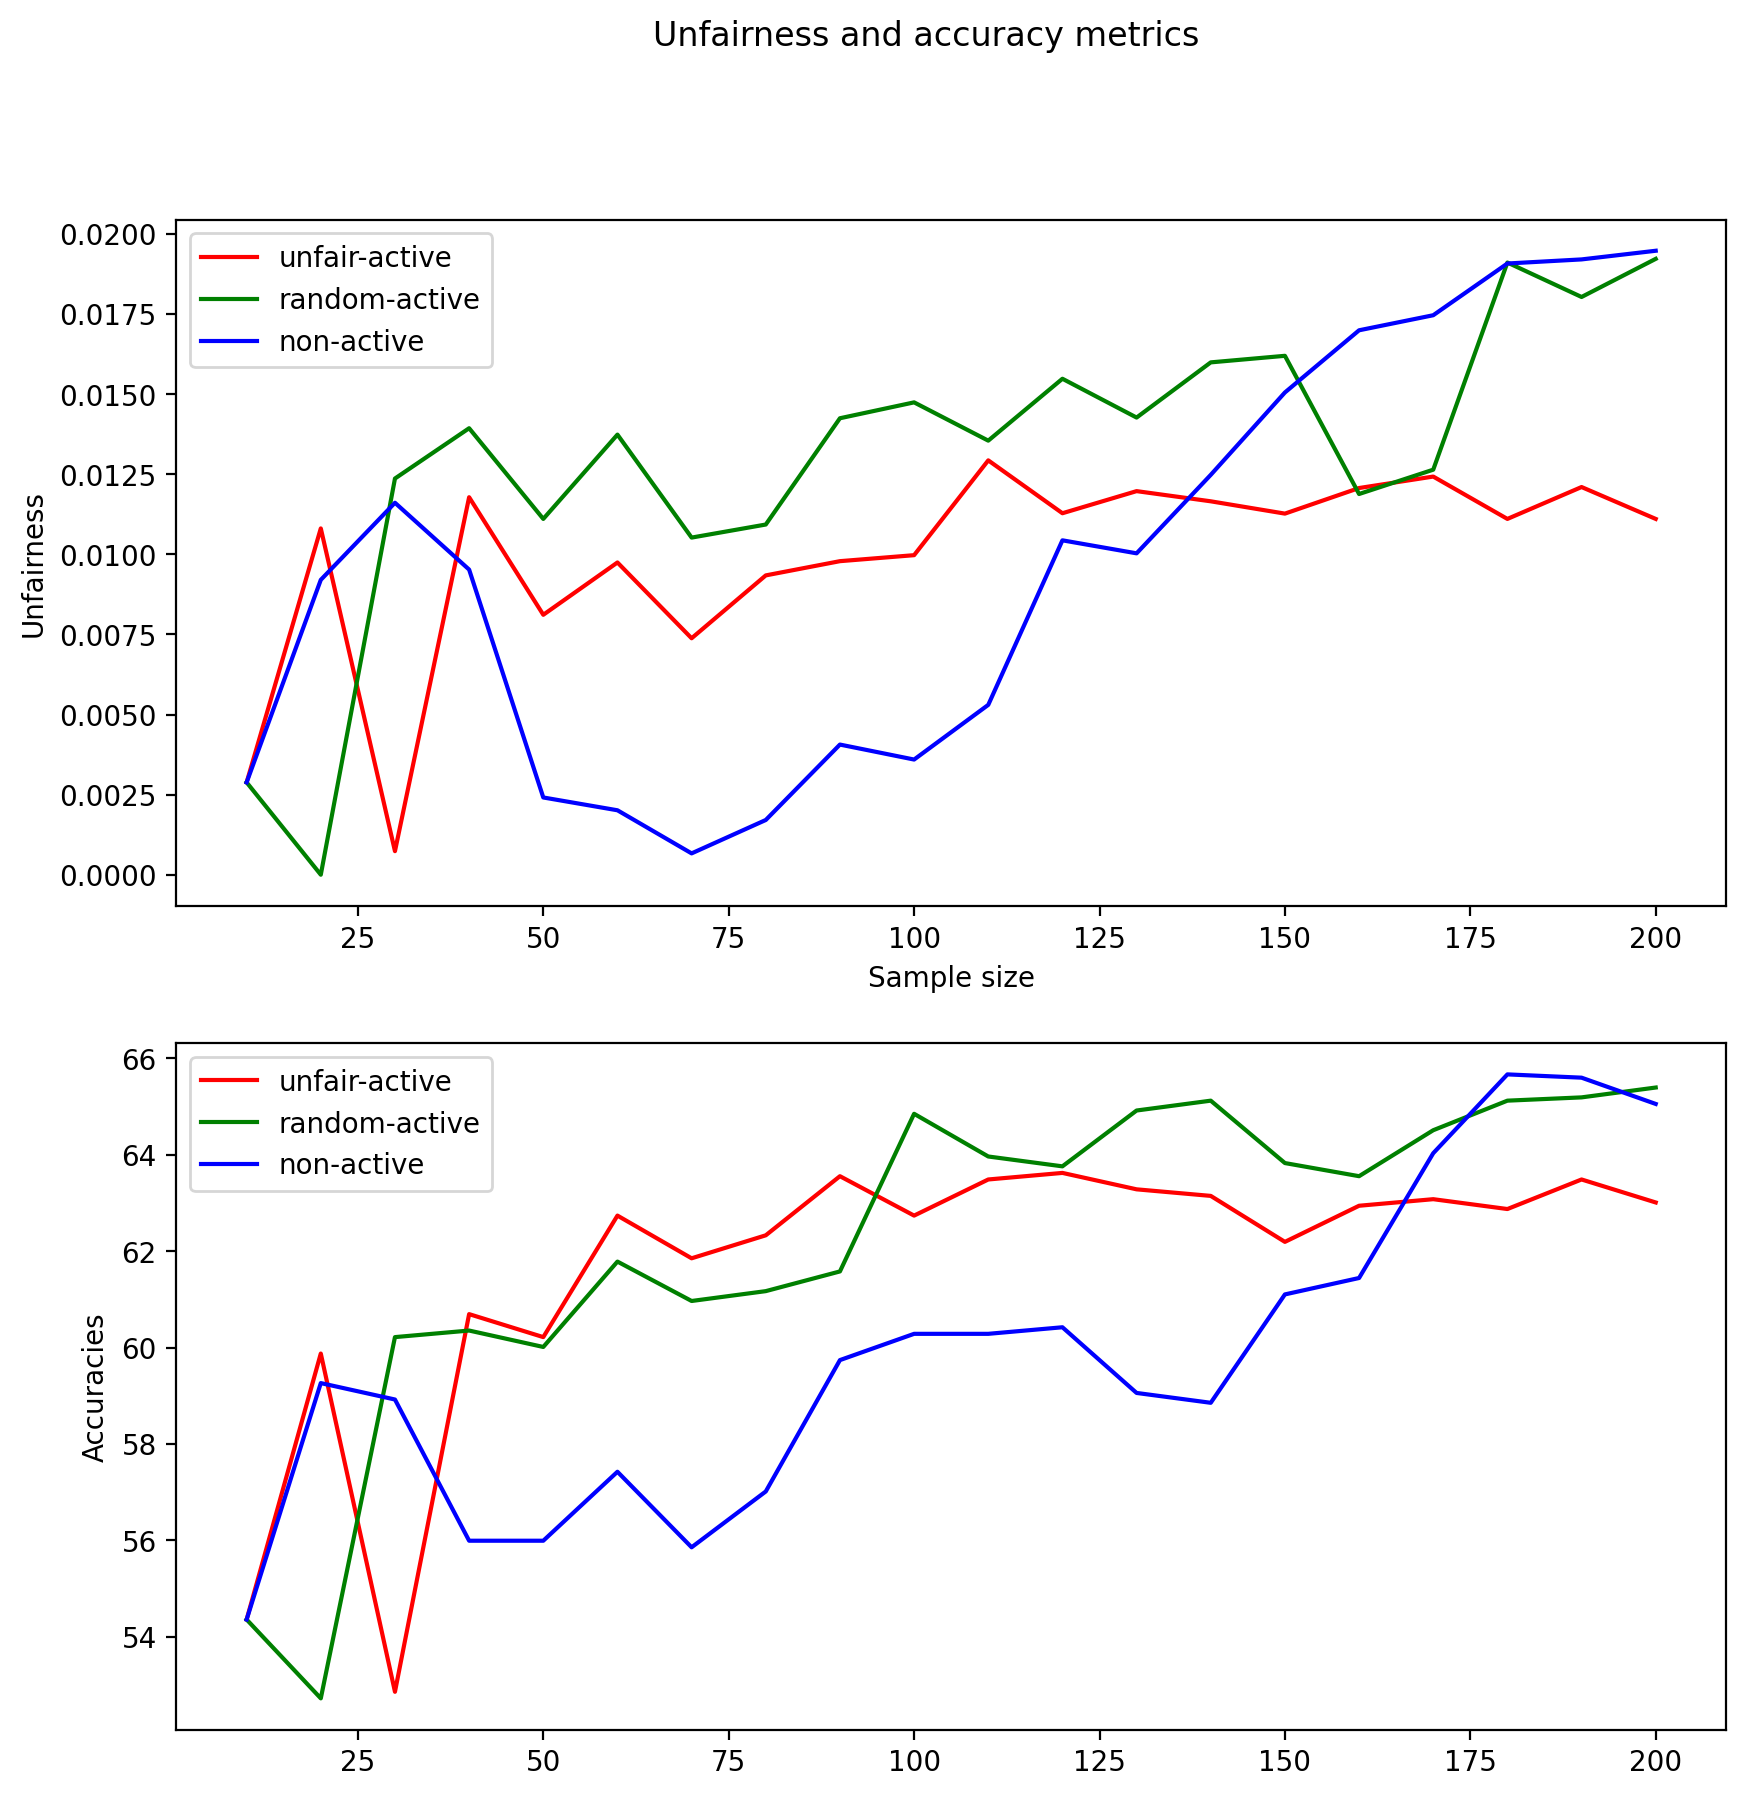 Unfairness and accuracy metrics
0.0200
0.0175
0.0150
0.0125
0.0100
0.0075
0.0050
0.0025
0.0000
Unfairness
unfair-active
random-active
non-active
25 50 75 100 125 150 175 200
Sample size
66
64
62
60
58
56
54
Accuracies
unfair-active
random-active
non-active
25 50 75 100 125 150 175 200